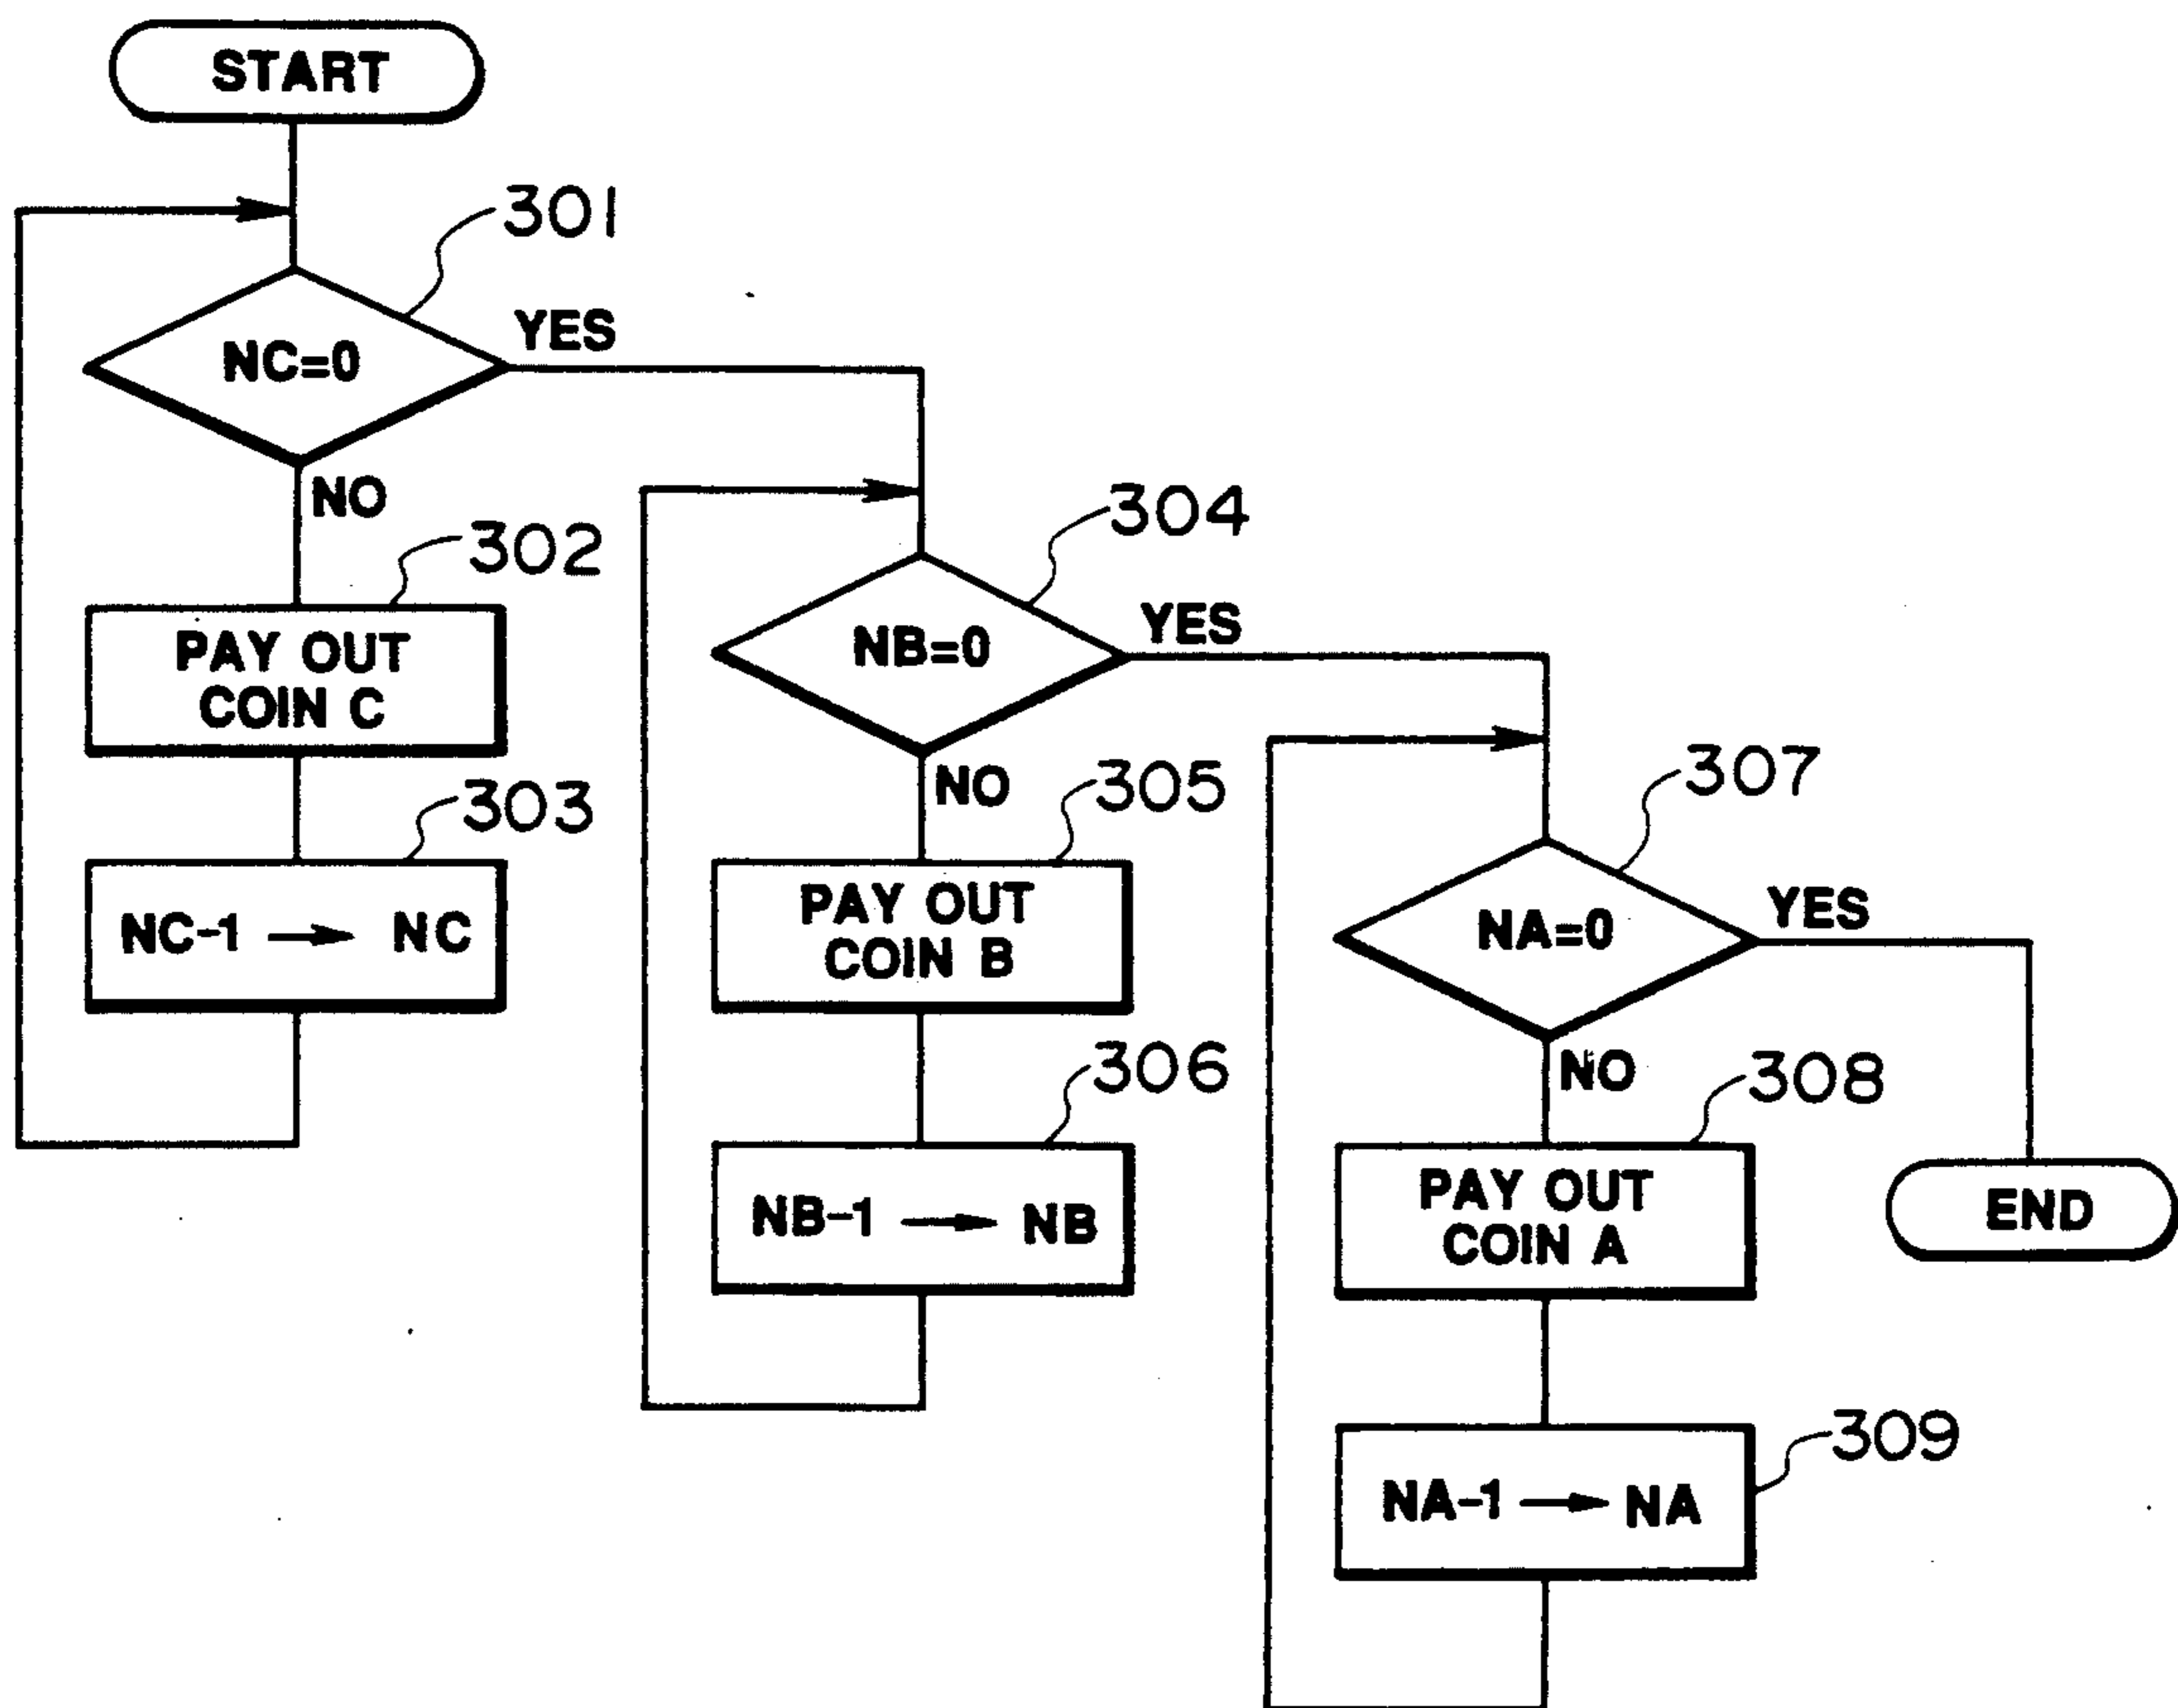 START
301
NC=0
YES
NO
302
PAY OUT
COIN C
303
NC-1 → NC
304
NB=0
YES
NO
305
PAY OUT
COIN B
306
NB-1 → NB
307
NA=0
YES
NO
308
PAY OUT
COIN A
309
NA-1 → NA
END